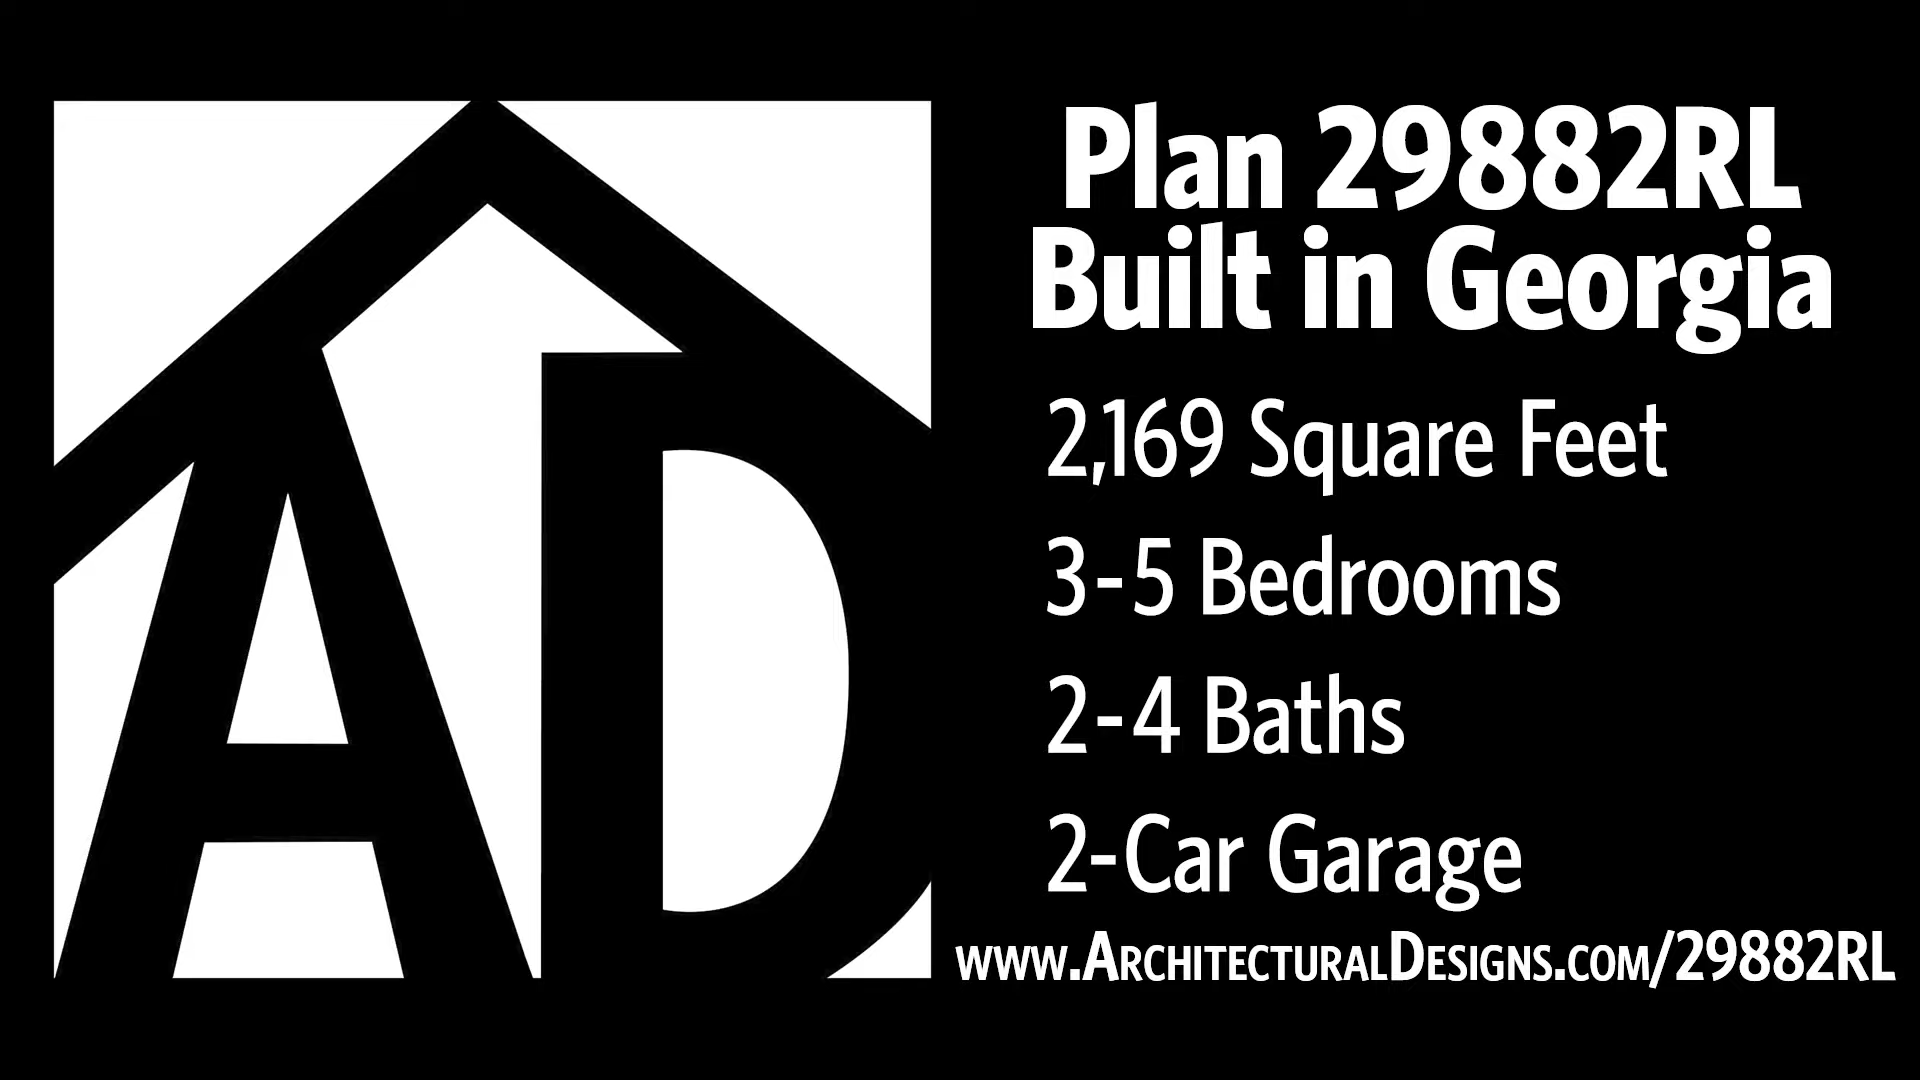 AD
Plan 29882RL
Built in Georgia
2,169 Square Feet
3-5 Bedrooms
2-4 Baths
2-Car Garage
www.ArchitecturalDesigns.com/29882RL